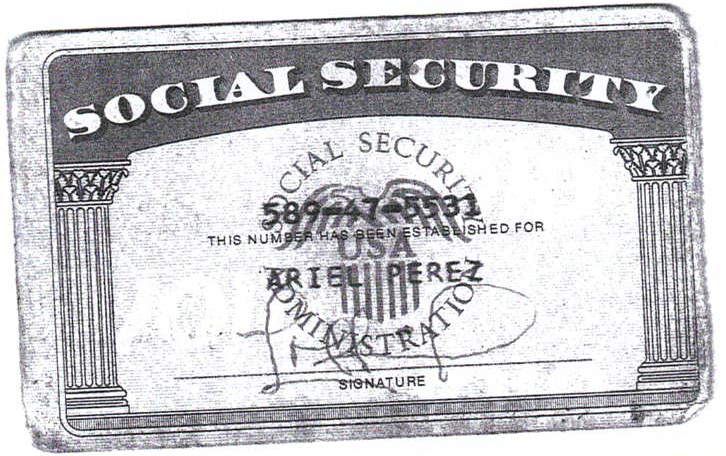 SOCIAL SECURITY
SOCIAL SECURITY
589-47-5531
THIS NUMBER HAS BEEN ESTABLISHED FOR
USA
ARIEL PEREZ
ADMINISTRATION
SIGNATURE